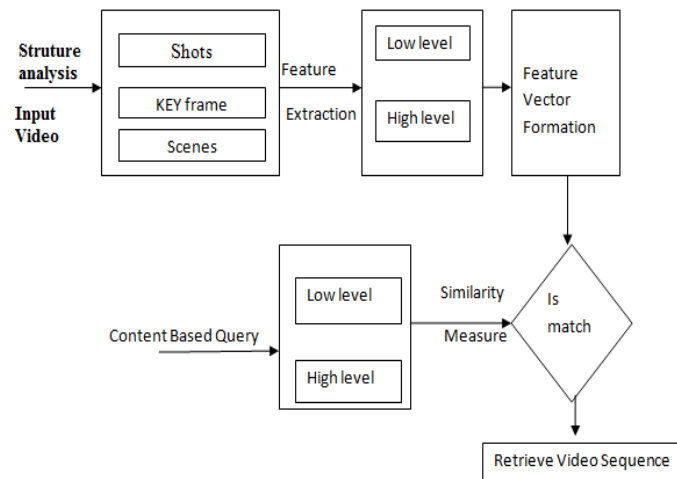 Struture
analysis
Input
Video
Shots
KEY frame
Scenes
Feature
Extraction
Low level
High level
Feature
Vector
Formation
Content Based Query
Low level
High level
Similarity
Measure
Is
match
Retrieve Video Sequence